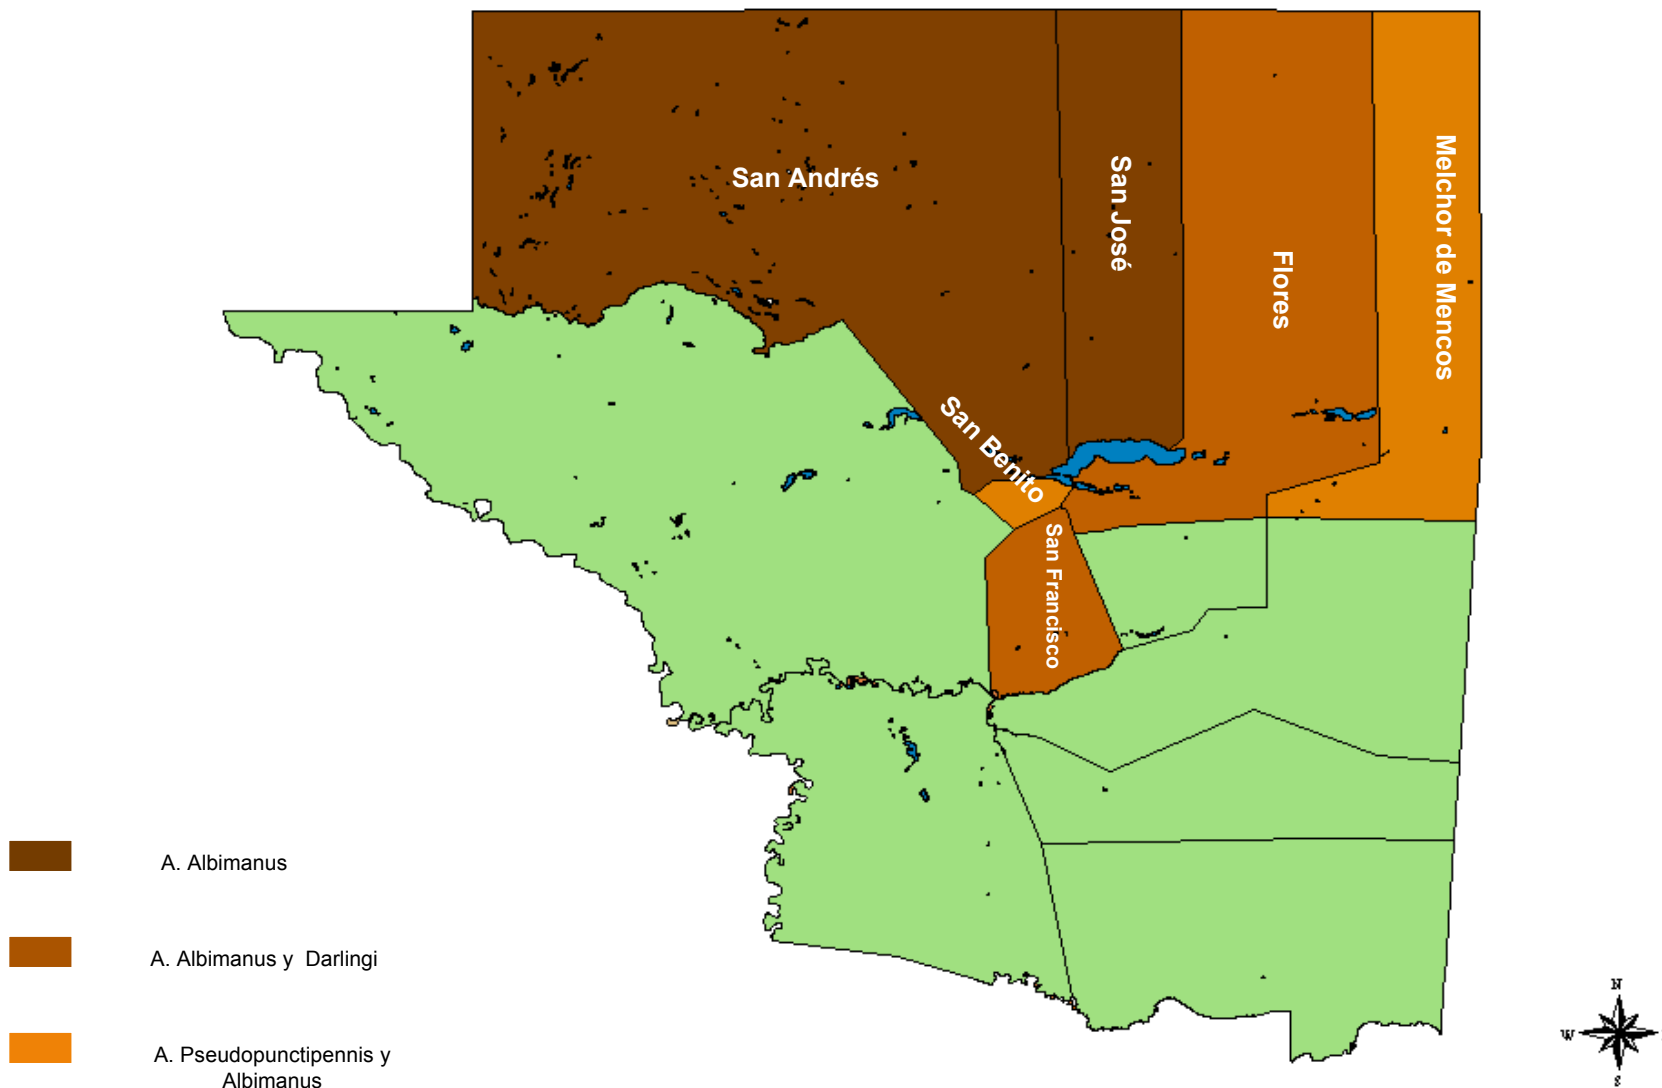 San Andrés
San José
Flores
Melchor de Mencos
San Benito
San Francisco
A. Albimanus
A. Albimanus y Darlingi
A. Pseudopunctipennis y
Albimanus
N
W
S